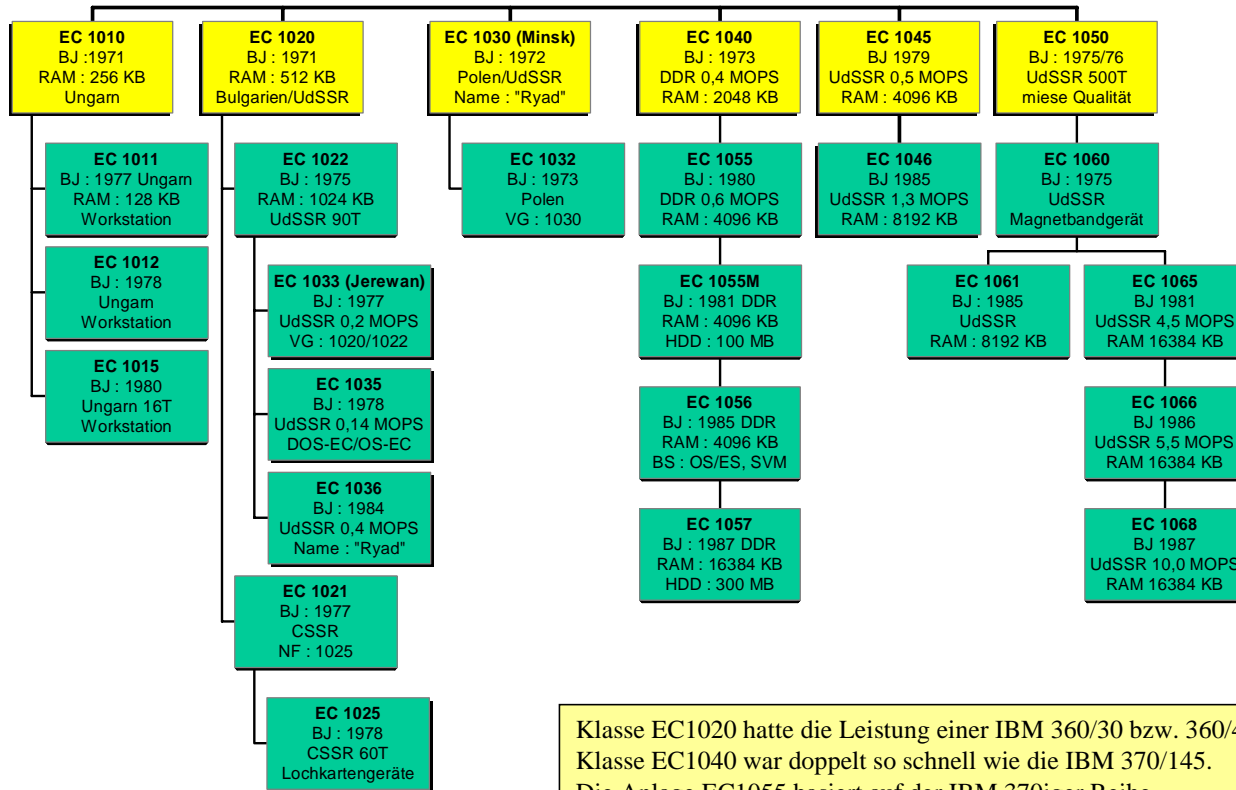 EC 1010
BJ :1971
RAM : 256 KB
Ungarn
EC 1020
BJ : 1971
RAM : 512 KB
Bulgarien/UdSSR
EC 1030 (Minsk)
BJ : 1972
Polen/UdSSR
Name : "Ryad"
EC 1040
BJ : 1973
DDR 0,4 MOPS
RAM : 2048 KB
EC 1045
BJ 1979
UdSSR 0,5 MOPS
RAM : 4096 KB
EC 1050
BJ : 1975/76
UdSSR 500T
miese Qualität
EC 1011
BJ : 1977 Ungarn
RAM : 128 KB
Workstation
EC 1012
BJ : 1978
Ungarn
Workstation
EC 1015
BJ : 1980
Ungarn 16T
Workstation
EC 1022
BJ : 1975
RAM : 1024 KB
UdSSR 90T
EC 1033 (Jerewan)
BJ : 1977
UdSSR 0,2 MOPS
VG : 1020/1022
EC 1035
BJ : 1978
UdSSR 0,14 MOPS
DOS-EC/OS-EC
EC 1036
BJ : 1984
UdSSR 0,4 MOPS
Name : "Ryad"
EC 1021
BJ : 1977
CSSR
NF : 1025
EC 1025
BJ : 1978
CSSR 60T
Lochkartengeräte
EC 1032
BJ : 1973
Polen
VG : 1030
EC 1055
BJ : 1980
DDR 0,6 MOPS
RAM : 4096 KB
EC 1055M
BJ : 1981 DDR
RAM : 4096 KB
HDD : 100 MB
EC 1056
BJ : 1985 DDR
RAM : 4096 KB
BS : OS/ES, SVM
EC 1057
BJ : 1987 DDR
RAM : 16384 KB
HDD : 300 MB
EC 1046
BJ 1985
UdSSR 1,3 MOPS
RAM : 8192 KB
EC 1060
BJ : 1975
UdSSR
Magnetbandgerät
EC 1061
BJ : 1985
UdSSR
RAM : 8192 KB
EC 1065
BJ 1981
UdSSR 4,5 MOPS
RAM 16384 KB
EC 1066
BJ 1986
UdSSR 5,5 MOPS
RAM 16384 KB
EC 1068
BJ 1987
UdSSR 10,0 MOPS
RAM 16384 KB
Klasse EC1020 hatte die Leistung einer IBM 360/30 bzw. 360/4
Klasse EC1040 war doppelt so schnell wie die IBM 370/145.
Die Anlage EC1055 basiert auf der IBM 370iger Reihe